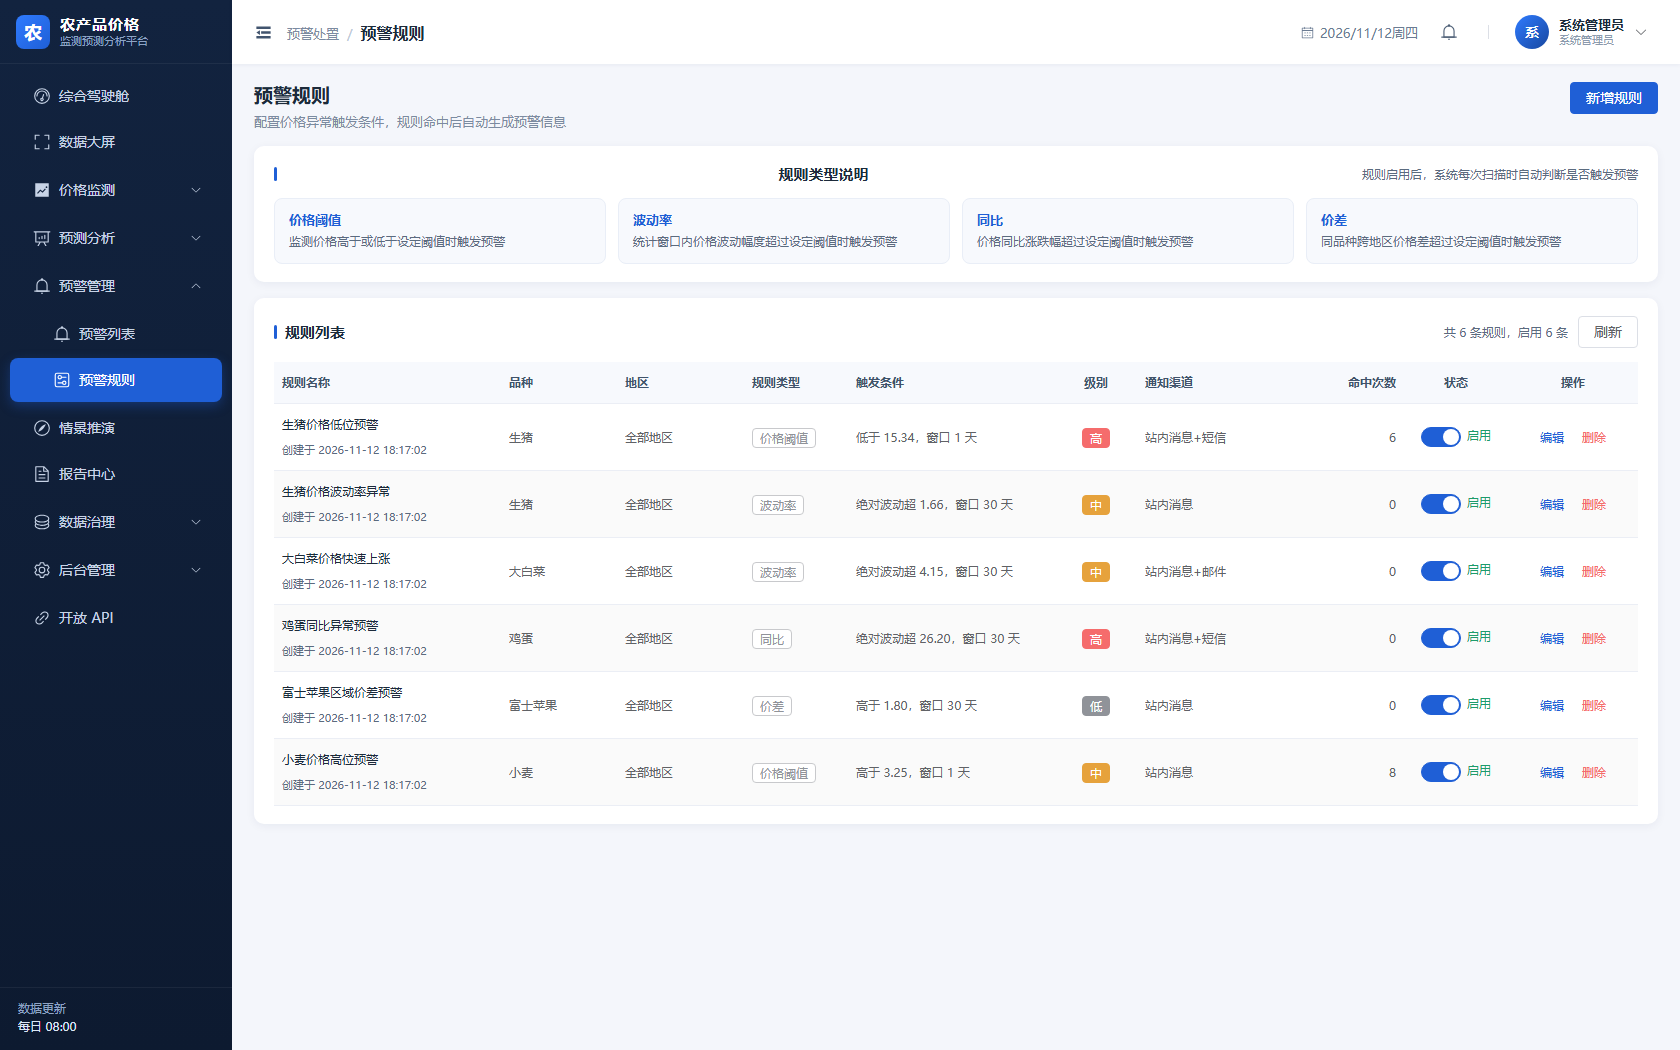 农
农产品价格
监测预测分析平台
综合驾驶舱
数据大屏
价格监测
预测分析
预警管理
预警列表
预警规则
情景推演
报告中心
数据治理
后台管理
开放 API
数据更新
每日 08:00
预警处置 / 预警规则
2026/11/12周四
系
系统管理员
系统管理员
预警规则
配置价格异常触发条件，规则命中后自动生成预警信息
新增规则
规则类型说明
规则启用后，系统每次扫描时自动判断是否触发预警
价格阈值
监测价格高于或低于设定阈值时触发预警
波动率
统计窗口内价格波动幅度超过设定阈值时触发预警
同比
价格同比涨跌幅超过设定阈值时触发预警
价差
同品种跨地区价格差超过设定阈值时触发预警
规则列表
共 6 条规则，启用 6 条 刷新
规则名称 品种 地区 规则类型 触发条件 级别 通知渠道 命中次数 状态 操作
生猪价格低位预警
创建于 2026-11-12 18:17:02
生猪 全部地区 价格阈值 低于 15.34，窗口 1 天 高 站内消息+短信 6 启用 编辑 删除
生猪价格波动率异常
创建于 2026-11-12 18:17:02
生猪 全部地区 波动率 绝对波动超 1.66，窗口 30 天 中 站内消息 0 启用 编辑 删除
大白菜价格快速上涨
创建于 2026-11-12 18:17:02
大白菜 全部地区 波动率 绝对波动超 4.15，窗口 30 天 中 站内消息+邮件 0 启用 编辑 删除
鸡蛋同比异常预警
创建于 2026-11-12 18:17:02
鸡蛋 全部地区 同比 绝对波动超 26.20，窗口 30 天 高 站内消息+短信 0 启用 编辑 删除
富士苹果区域价差预警
创建于 2026-11-12 18:17:02
富士苹果 全部地区 价差 高于 1.80，窗口 30 天 低 站内消息 0 启用 编辑 删除
小麦价格高位预警
创建于 2026-11-12 18:17:02
小麦 全部地区 价格阈值 高于 3.25，窗口 1 天 中 站内消息 8 启用 编辑 删除